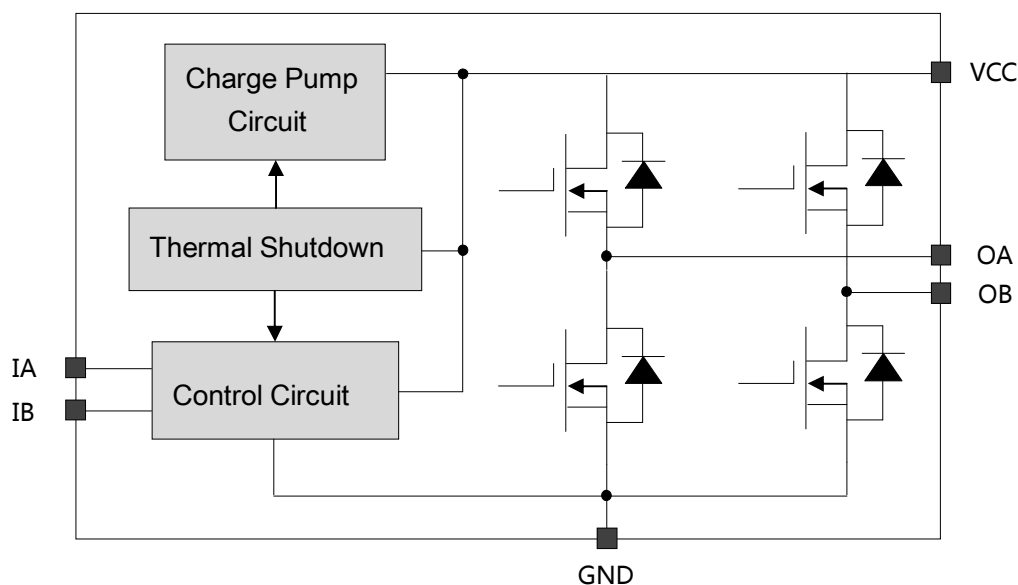 Charge Pump
Circuit
VCC
Thermal Shutdown
OA
OB
IA
Control Circuit
IB
GND